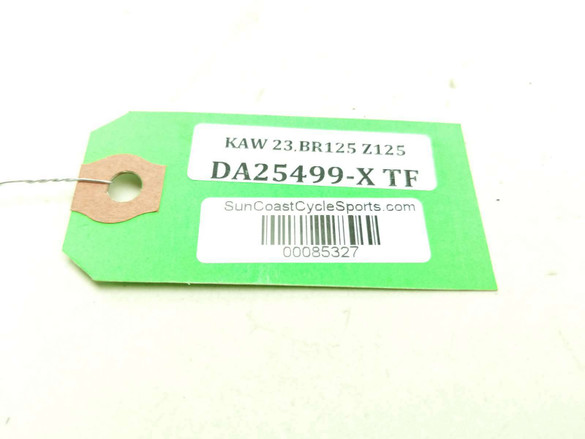 KAW 23.BR125 Z125
DA25499-X TF
SunCoastCycleSports.com
00085327